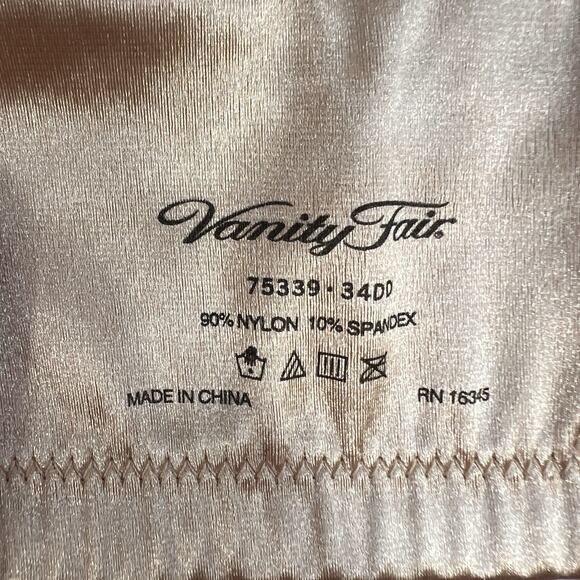 Vanity Fair®
75339 · 34DD
90% NYLON 10% SPANDEX
MADE IN CHINA RN 16345